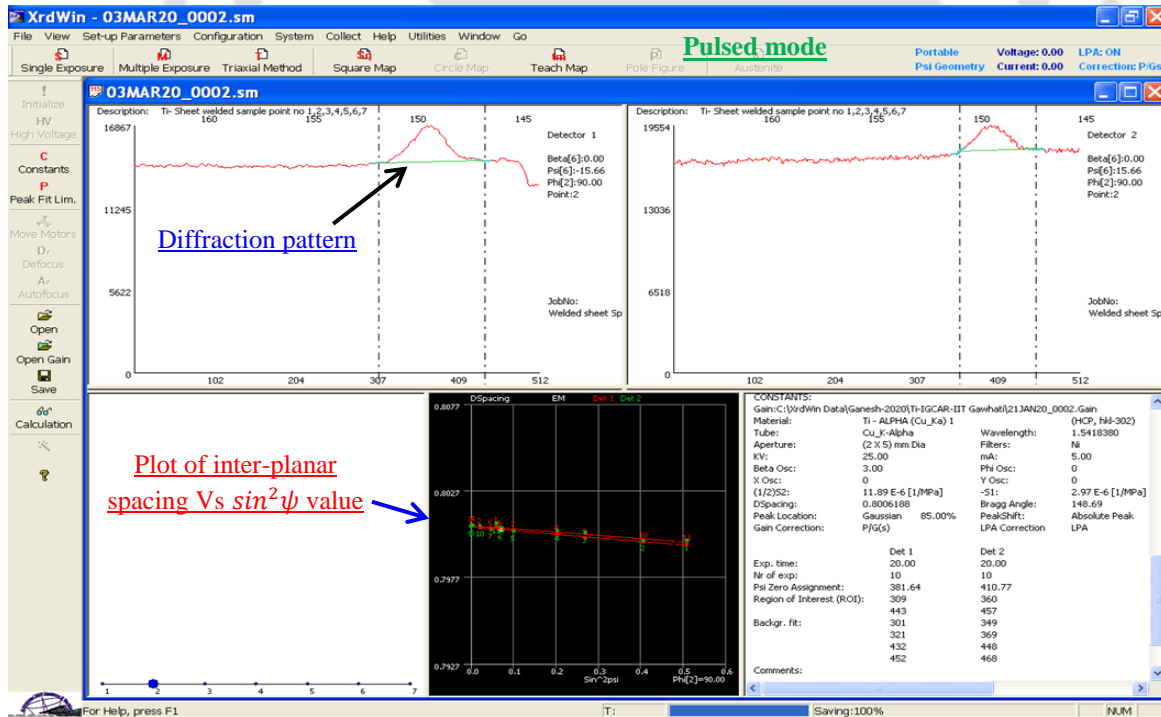 XrdWin - 03MAR20_0002.sm
File View Set-up Parameters Configuration System Collect Help Utilities Window Go
Single Exposure Multiple Exposure Triaxial Method Square Map Circle Map Teach Map Pole Figure Austenite
Pulsed mode
Portable Voltage: 0.00 LPA: ON
Psi Geometry Current: 0.00 Correction: P/Gs
Initialize
HV
High Voltage
C
Constants
P
Peak Fit Lim.
Move Motors
Defocus
Autofocus
Open
Open Gain
Save
Calculation
03MAR20_0002.sm
Description: Ti- Sheet welded sample point no 1,2,3,4,5,6,7
160 155 150 145
16867
Detector 1
Beta[6]:0.00
Psi[6]:-15.66
Phi[2]:90.00
Point:2
11245
Diffraction pattern
5622
JobNo:
Welded sheet Sp
0
102 204 307 409 512
Description: Ti- Sheet welded sample point no 1,2,3,4,5,6,7
160 155 150 145
19554
Detector 2
Beta[6]:0.00
Psi[6]:15.66
Phi[2]:90.00
Point:2
13036
6518
JobNo:
Welded sheet Sp
0
102 204 307 409 512
Plot of inter-planar
spacing Vs sin²ψ value
1 2 3 4 5 6 7
DSpacing EM Det 1 Det 2
0.8077
0.8027
0.7977
0.7927
0.0 0.1 0.2 0.3 0.4 0.5 0.6
Sin^2psi Phi[2]=90.00
CONSTANTS:
Gain:C:\XrdWin Data\Ganesh-2020\Ti-IGCAR-IIT Gawhati\21JAN20_0002.Gain
Material: Ti - ALPHA (Cu_Ka) 1 (HCP, hkl-302)
Tube: Cu_K-Alpha Wavelength: 1.5418380
Aperture: (2 X 5) mm Dia Filters: Ni
KV: 25.00 mA: 5.00
Beta Osc: 3.00 Phi Osc: 0
X Osc: 0 Y Osc: 0
(1/2)S2: 11.89 E-6 [1/MPa] -S1: 2.97 E-6 [1/MPa]
DSpacing: 0.8006188 Bragg Angle: 148.69
Peak Location: Gaussian 85.00% PeakShift: Absolute Peak
Gain Correction: P/G(s) LPA Correction LPA
Det 1 Det 2
Exp. time: 20.00 20.00
Nr of exp: 10 10
Psi Zero Assignment: 381.64 410.77
Region of Interest (ROI): 309 360
443 457
Backgr. fit: 301 349
321 369
432 448
452 468
Comments:
For Help, press F1
T:
Saving:100%
NUM